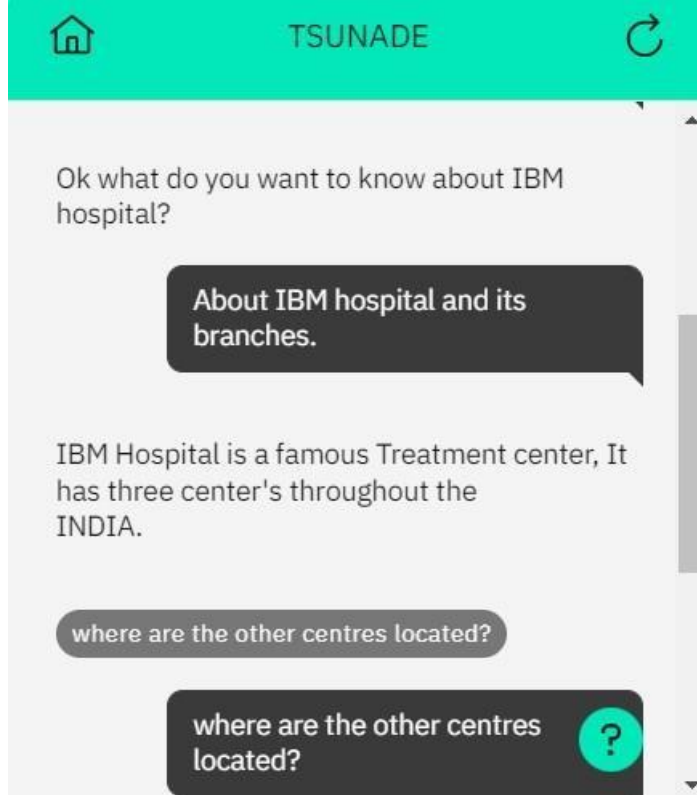 TSUNADE
Ok what do you want to know about IBM
hospital?
About IBM hospital and its
branches.
IBM Hospital is a famous Treatment center, It
has three center's throughout the
INDIA.
where are the other centres located?
where are the other centres
located?
?